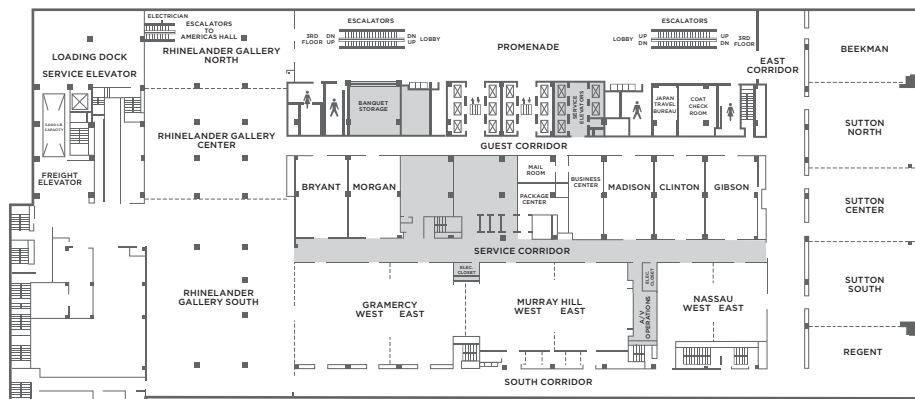 ELECTRICIAN
ESCALATORS
TO
AMERICAS HALL
LOADING DOCK
SERVICE ELEVATOR
RHINELANDER GALLERY
NORTH
ESCALATORS
3RD
FLOOR
DN
UP
DN
UP
LOBBY
PROMENADE
ESCALATORS
LOBBY
UP
DN
UP
DN
3RD
FLOOR
EAST
CORRIDOR
BEEKMAN
BANQUET
STORAGE
SERVICE
ELEVATORS
JAPAN
TRAVEL
BUREAU
COAT
CHECK
ROOM
SUTTON
NORTH
RHINELANDER GALLERY
CENTER
GUEST CORRIDOR
FREIGHT
ELEVATOR
BRYANT
MORGAN
MAIL
ROOM
PACKAGE
CENTER
BUSINESS
CENTER
MADISON
CLINTON
GIBSON
SUTTON
CENTER
SERVICE CORRIDOR
ELEC.
CLOSET
ELEC.
CLOSET
RHINELANDER
GALLERY SOUTH
GRAMERCY
WEST EAST
MURRAY HILL
WEST EAST
A/V
OPERATIONS
NASSAU
WEST EAST
SUTTON
SOUTH
REGENT
SOUTH CORRIDOR